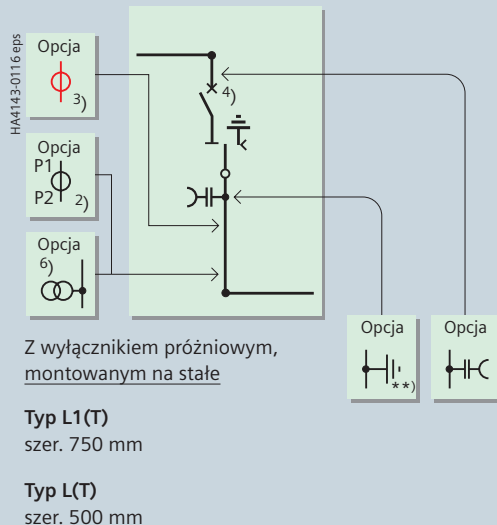 HA4143-0116 eps
Opcja
3)
4)
Opcja
P1
P2
2)
Opcja
6)
Opcja
**)
Opcja
Z wyłącznikiem próżniowym,
montowanym na stałe
Typ L1(T)
szer. 750 mm
Typ L(T)
szer. 500 mm